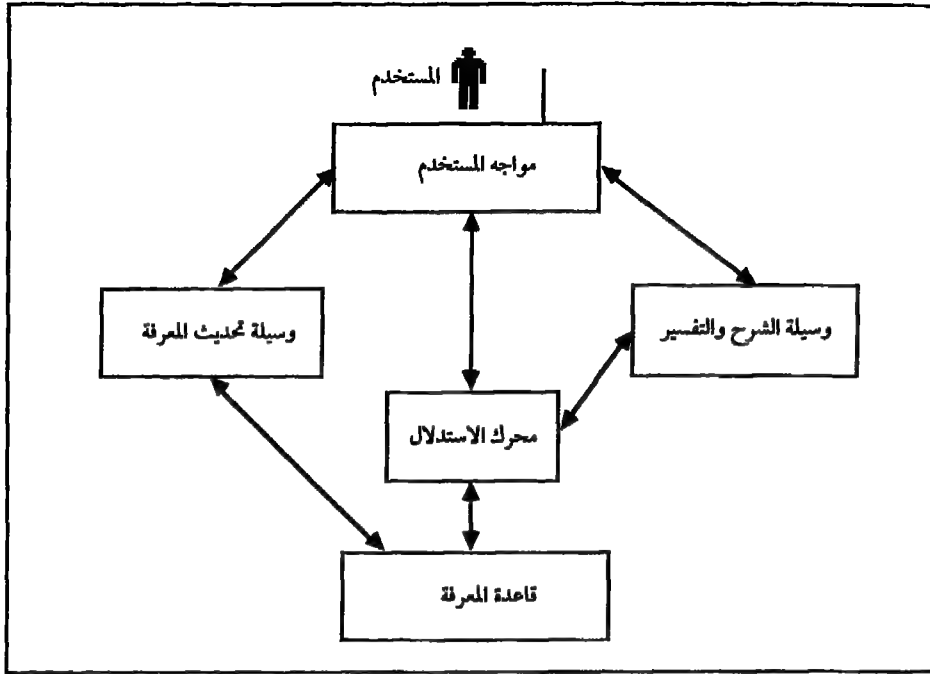 المستخدم
مواجه المستخدم
وسيلة الشرح والتفسير
وسيلة تحديث المعرفة
محرك الاستدلال
قاعدة المعرفة